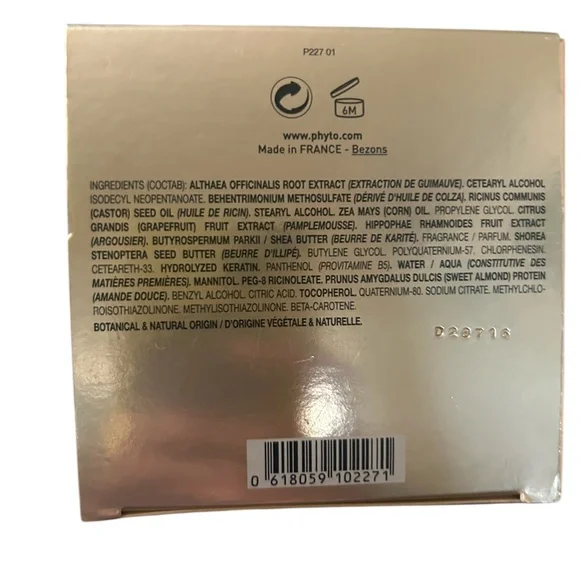 P227 01
6M
www.phyto.com
Made in FRANCE - Bezons
INGREDIENTS (COCTAB): ALTHAEA OFFICINALIS ROOT EXTRACT (EXTRACTION DE GUIMAUVE). CETEARYL ALCOHOL
ISODECYL NEOPENTANOATE. BEHENTRIMONIUM METHOSULFATE (DÉRIVÉ D'HUILE DE COLZA). RICINUS COMMUNIS
(CASTOR) SEED OIL (HUILE DE RICIN). STEARYL ALCOHOL. ZEA MAYS (CORN) OIL. PROPYLENE GLYCOL. CITRUS
GRANDIS (GRAPEFRUIT) FRUIT EXTRACT (PAMPLEMOUSSE). HIPPOPHAE RHAMNOIDES FRUIT EXTRACT
(ARGOUSIER). BUTYROSPERMUM PARKII / SHEA BUTTER (BEURRE DE KARITÉ). FRAGRANCE / PARFUM. SHOREA
STENOPTERA SEED BUTTER (BEURRE D'ILLIPÉ). BUTYLENE GLYCOL. POLYQUATERNIUM-57. CHLORPHENESIN.
CETEARETH-33. HYDROLYZED KERATIN. PANTHENOL (PROVITAMINE B5). WATER / AQUA (CONSTITUTIVE DES
MATIÈRES PREMIÈRES). MANNITOL. PEG-8 RICINOLEATE. PRUNUS AMYGDALUS DULCIS (SWEET ALMOND) PROTEIN
(AMANDE DOUCE). BENZYL ALCOHOL. CITRIC ACID. TOCOPHEROL. QUATERNIUM-80. SODIUM CITRATE. METHYLCHLO-
ROISOTHIAZOLINONE. METHYLISOTHIAZOLINONE. BETA-CAROTENE.
BOTANICAL & NATURAL ORIGIN / D'ORIGINE VÉGÉTALE & NATURELLE.
D28716
0 618059 102271